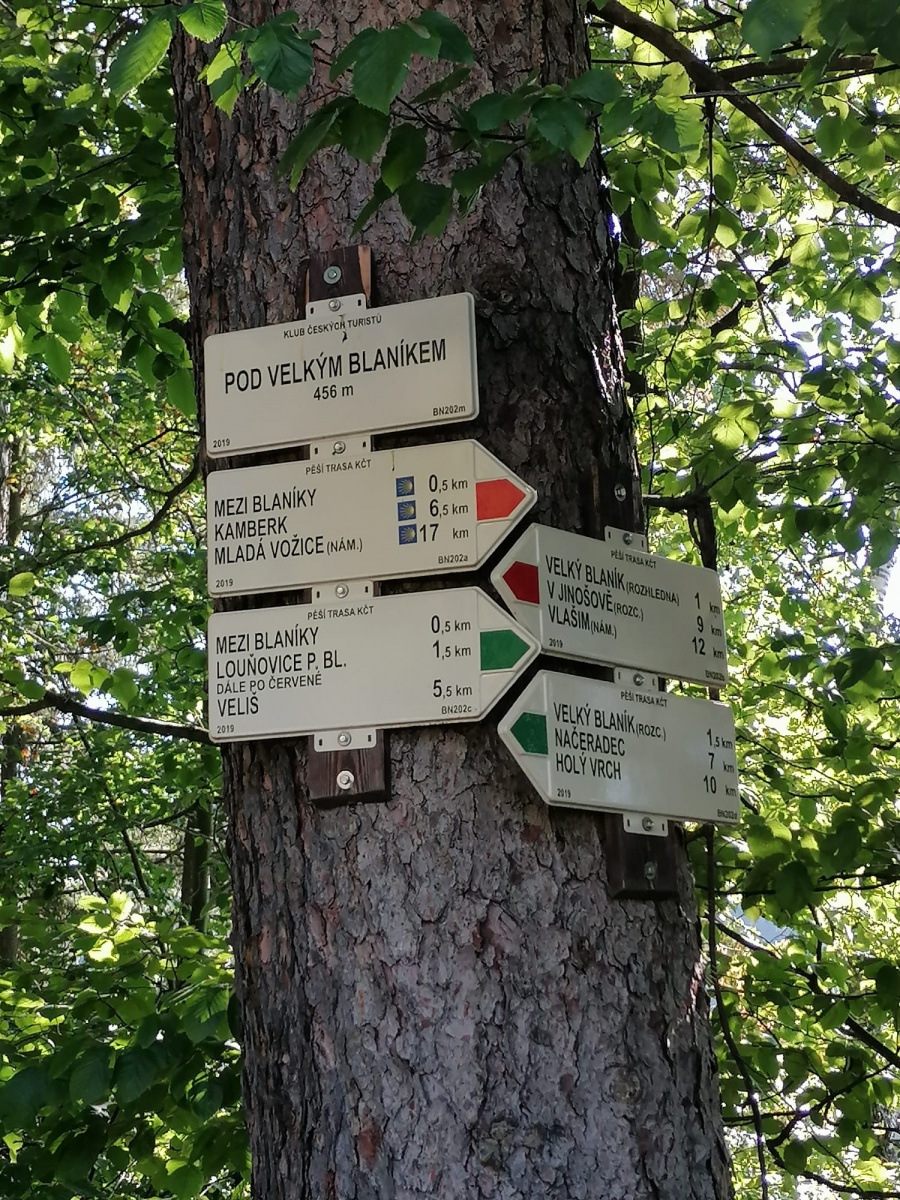 KLUB ČESKÝCH TURISTŮ
POD VELKÝM BLANÍKEM
456 m
2019 BN202m
PĚŠÍ TRASA KČT
MEZI BLANÍKY 0,5 km
KAMBERK 6,5 km
MLADÁ VOŽICE (NÁM.) 17 km
2019 BN202a
PĚŠÍ TRASA KČT
MEZI BLANÍKY 0,5 km
LOUŇOVICE P. BL. 1,5 km
DÁLE PO ČERVENÉ
VELIŠ 5,5 km
2019 BN202c
PĚŠÍ TRASA KČT
VELKÝ BLANÍK (ROZHLEDNA) 1 km
V JINOŠOVĚ (ROZC.) 9 km
VLAŠIM (NÁM.) 12 km
2019 BN202b
PĚŠÍ TRASA KČT
VELKÝ BLANÍK (ROZC.) 1,5 km
NAČERADEC 7 km
HOLÝ VRCH 10 km
2019 BN202d